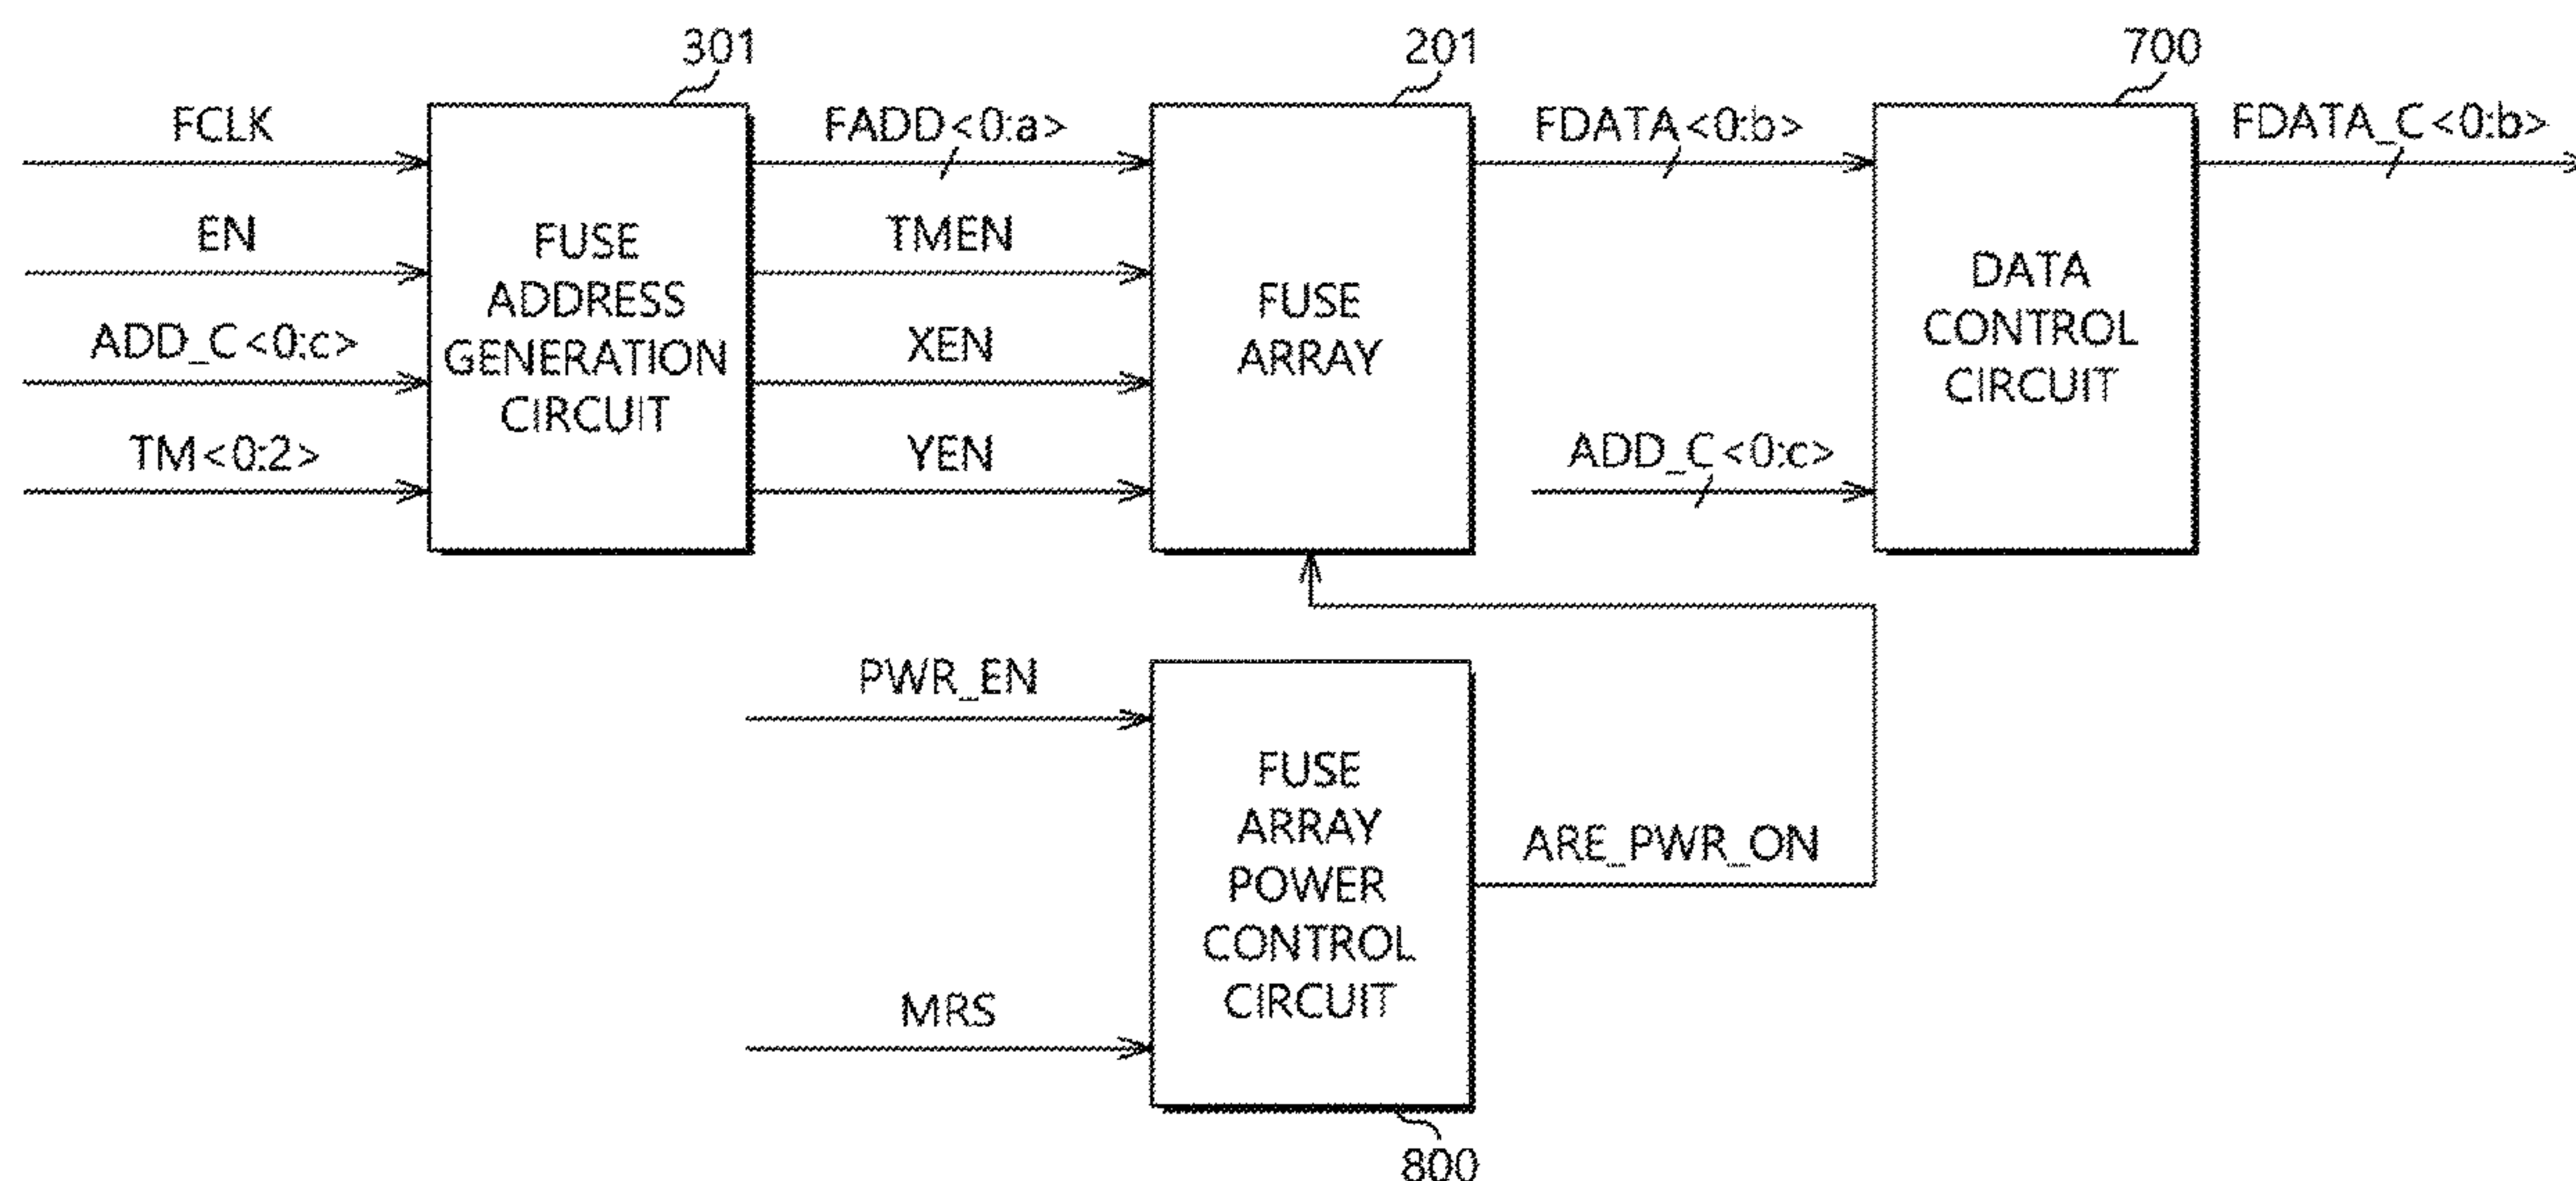 301
201
700
FCLK
FADD<0:a>
FDATA<0:b>
FDATA_C<0:b>
EN
TMEN
ADD_C<0:c>
XEN
TM<0:2>
YEN
ADD_C<0:c>
FUSE
ADDRESS
GENERATION
CIRCUIT
FUSE
ARRAY
DATA
CONTROL
CIRCUIT
PWR_EN
MRS
FUSE
ARRAY
POWER
CONTROL
CIRCUIT
ARE_PWR_ON
800